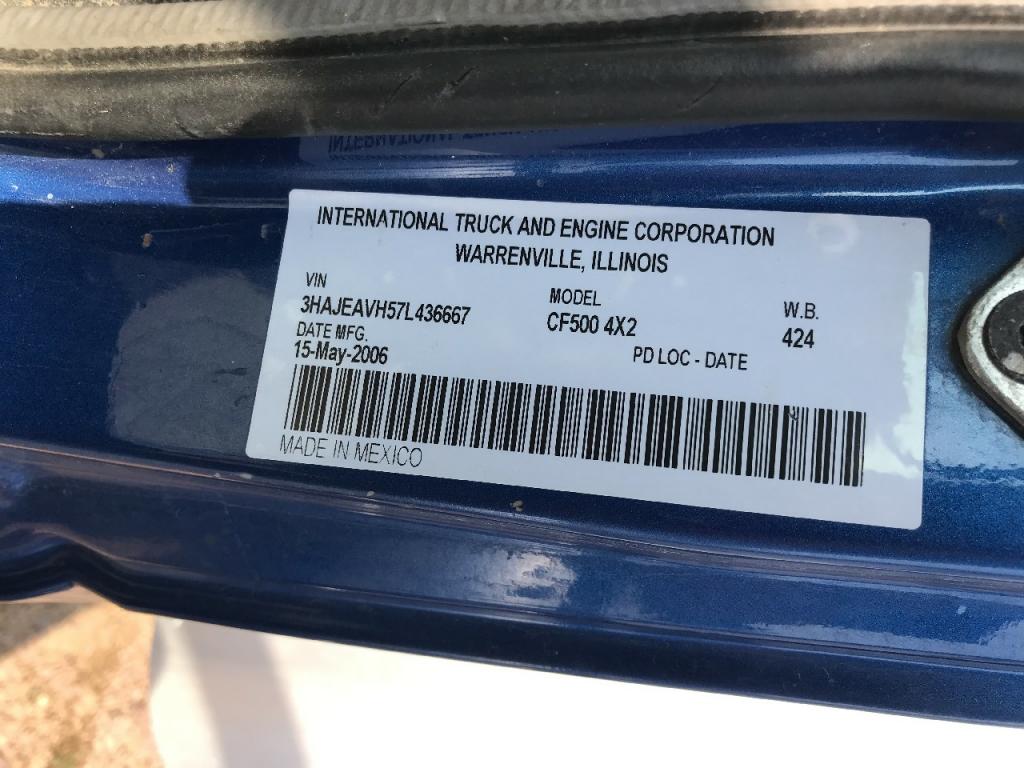 INTERNATIONAL TRUCK AND ENGINE CORPORATION
WARRENVILLE, ILLINOIS
VIN MODEL W.B.
3HAJEAVH57L436667 CF500 4X2 424
DATE MFG. PD LOC - DATE
15-May-2006
MADE IN MEXICO